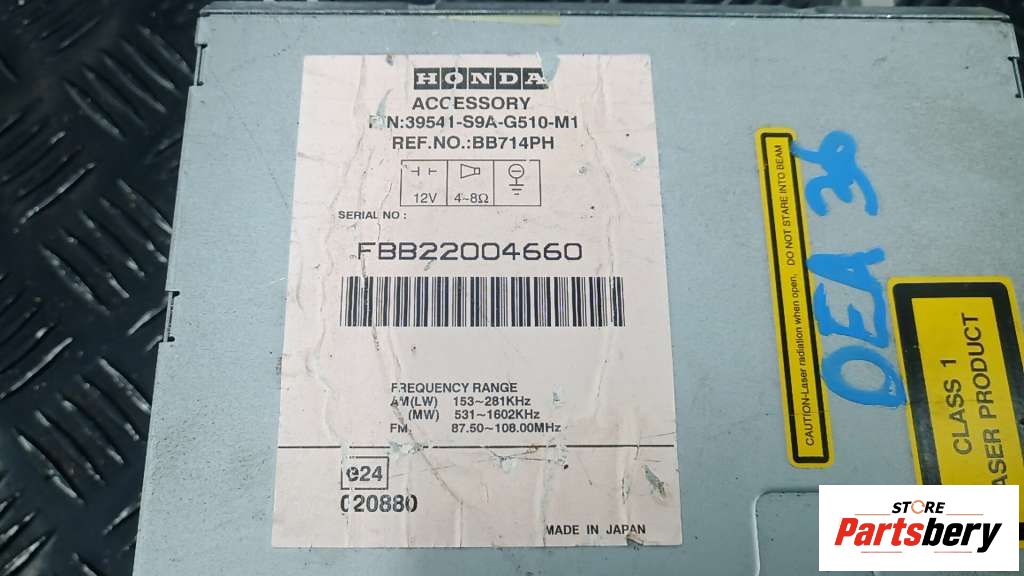 HONDA
ACCESSORY
P/N:39541-S9A-G510-M1
REF.NO.:BB714PH
12V 4~8Ω
SERIAL NO :
FBB22004660
FREQUENCY RANGE
AM(LW) 153~281KHz
(MW) 531~1602KHz
FM 87.50~108.00MHz
e24
020880
MADE IN JAPAN
CAUTION-Laser radiation when open, DO NOT STARE INTO BEAM
OEA 36
CLASS 1
LASER PRODUCT
STORE
Partsbery